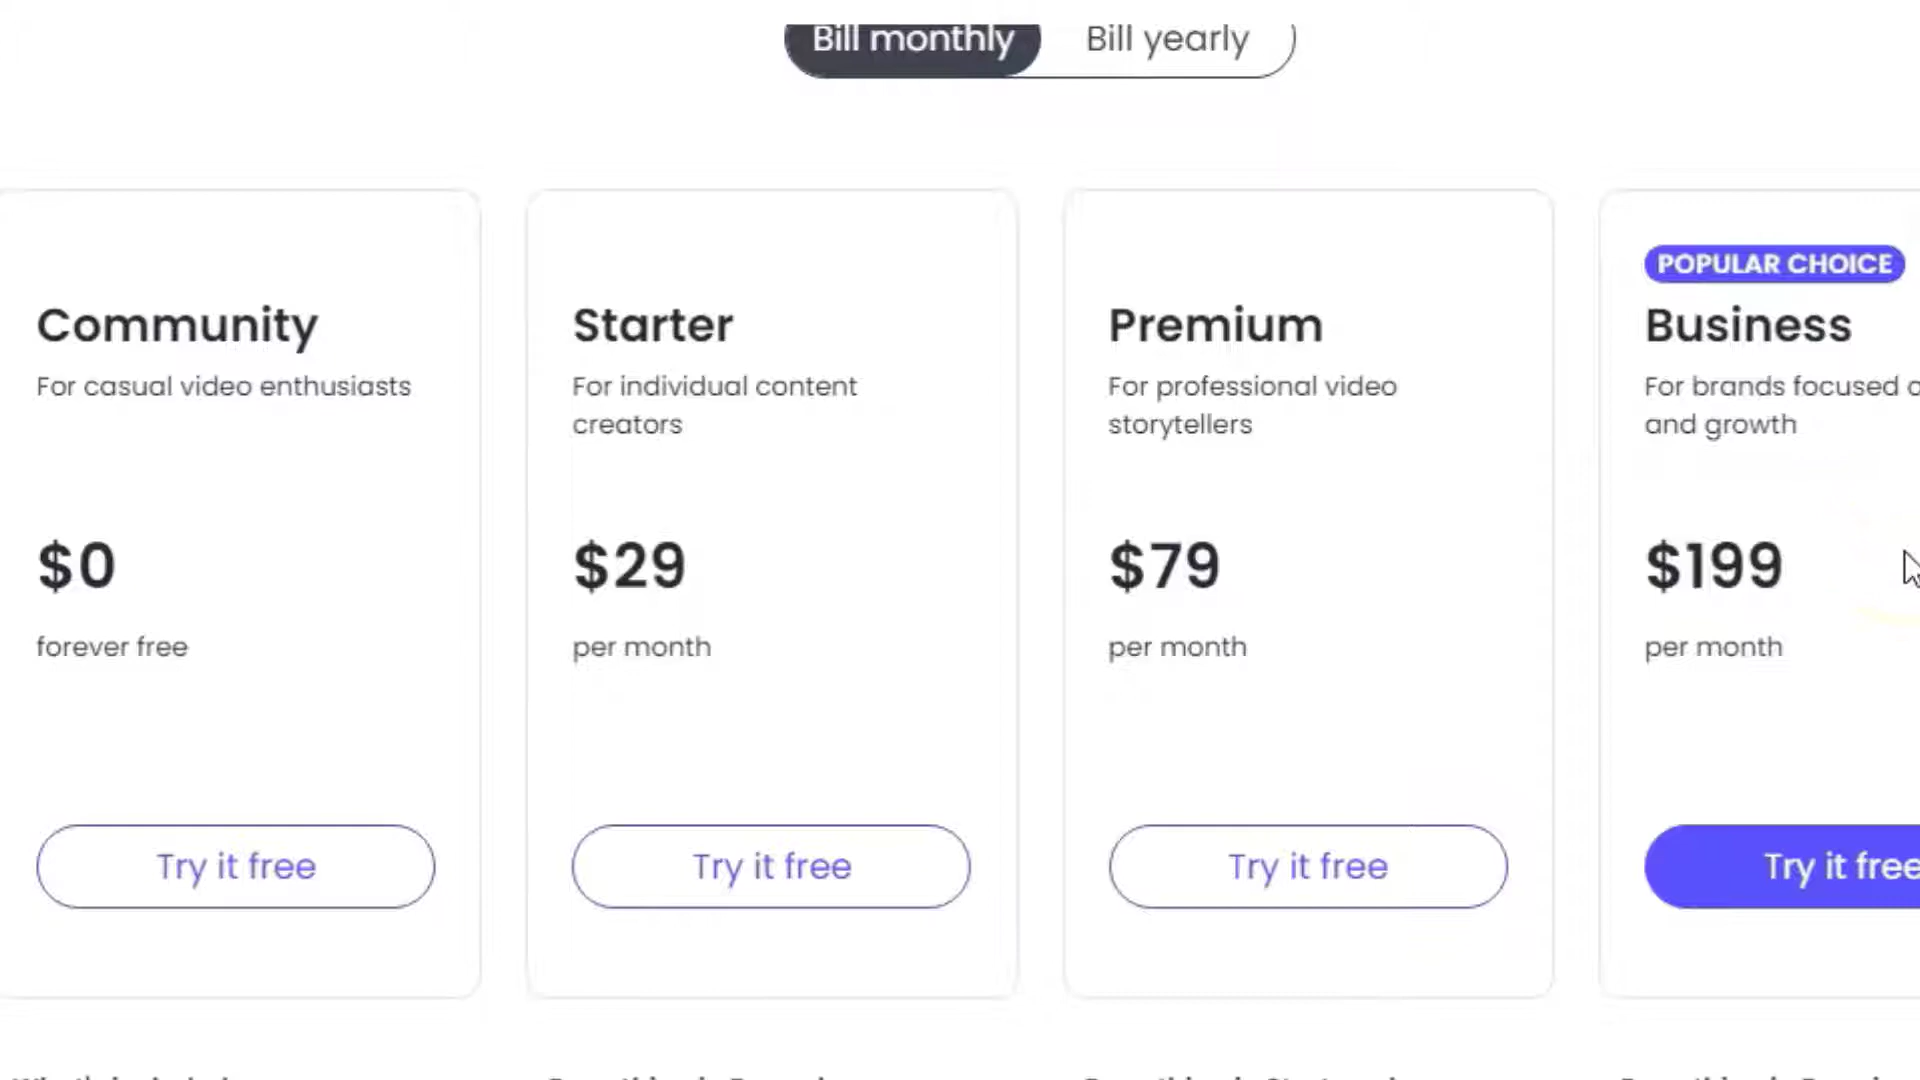 Bill monthly Bill yearly
Community
For casual video enthusiasts
$0
forever free
Try it free
Starter
For individual content
creators
$29
per month
Try it free
Premium
For professional video
storytellers
$79
per month
Try it free
POPULAR CHOICE
Business
For brands focused
and growth
$199
per month
Try it free